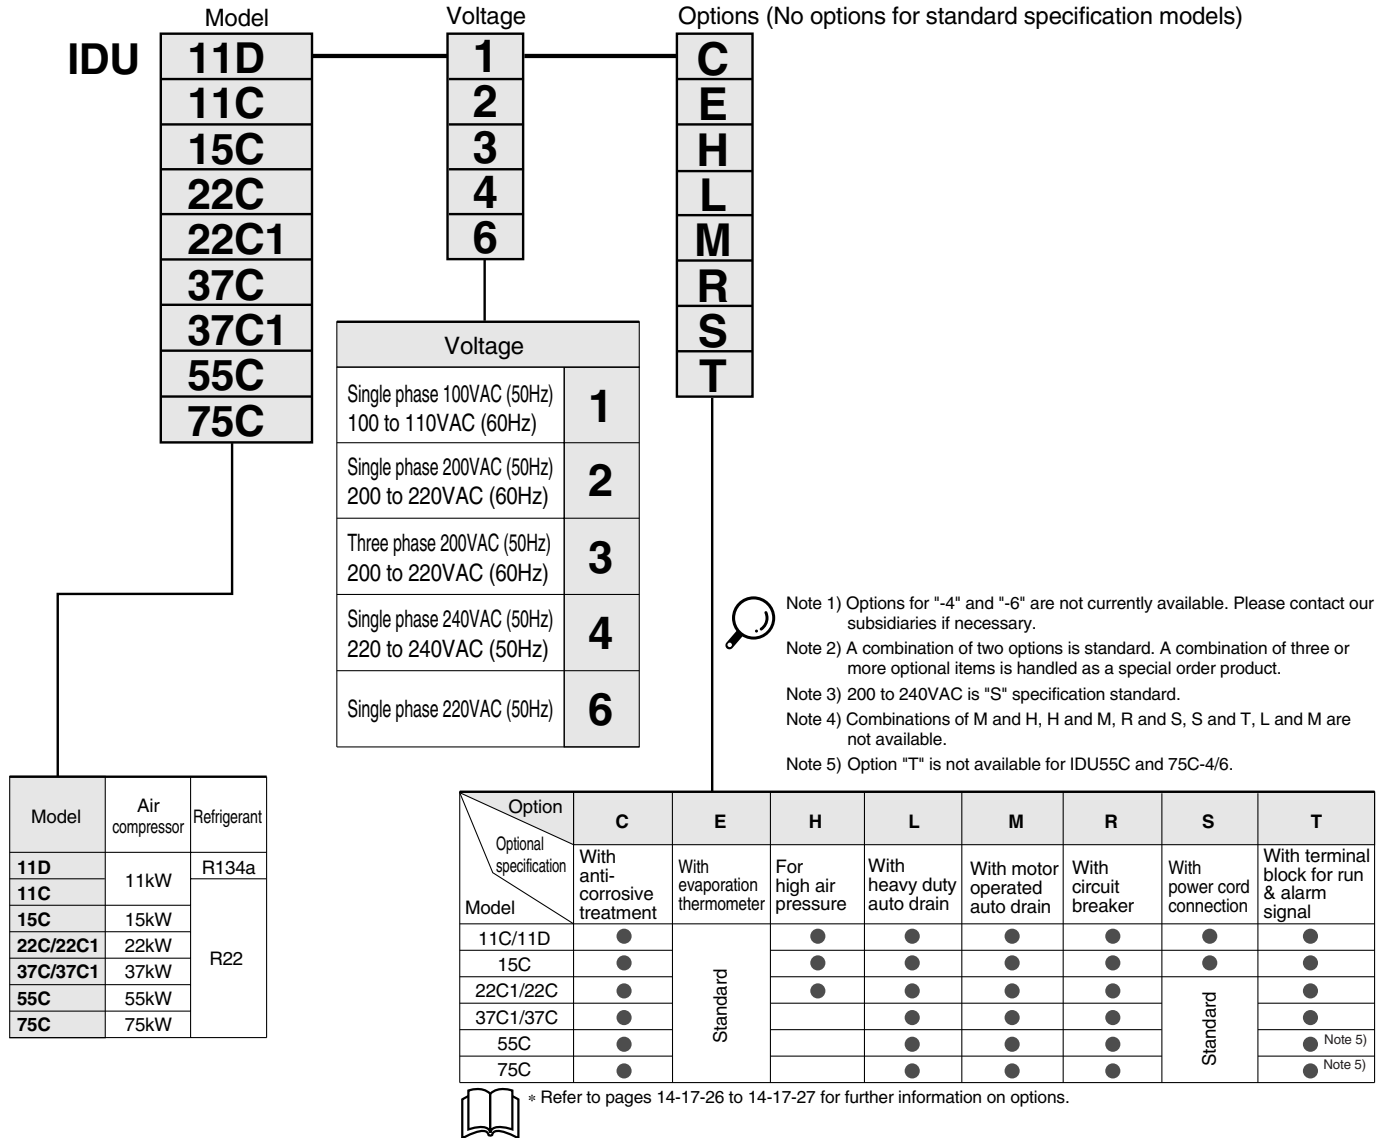 Model
Voltage
Options (No options for standard specification models)
IDU
11D
11C
15C
22C
22C1
37C
37C1
55C
75C
1
2
3
4
6
C
E
H
L
M
R
S
T
Voltage
Single phase 100VAC (50Hz)
100 to 110VAC (60Hz)
1
Single phase 200VAC (50Hz)
200 to 220VAC (60Hz)
2
Three phase 200VAC (50Hz)
200 to 220VAC (60Hz)
3
Single phase 240VAC (50Hz)
220 to 240VAC (50Hz)
4
Single phase 220VAC (50Hz)
6
Note 1) Options for "-4" and "-6" are not currently available. Please contact our
subsidiaries if necessary.
Note 2) A combination of two options is standard. A combination of three or
more optional items is handled as a special order product.
Note 3) 200 to 240VAC is "S" specification standard.
Note 4) Combinations of M and H, H and M, R and S, S and T, L and M are
not available.
Note 5) Option "T" is not available for IDU55C and 75C-4/6.
Model
Air
compressor
Refrigerant
11D
11kW
R134a
11C
15C
15kW
22C/22C1
22kW
R22
37C/37C1
37kW
55C
55kW
75C
75kW
Option
Optional
specification
Model
C
E
H
L
M
R
S
T
With
anti-
corrosive
treatment
With
evaporation
thermometer
For
high air
pressure
With
heavy duty
auto drain
With motor
operated
auto drain
With
circuit
breaker
With
power cord
connection
With terminal
block for run
& alarm
signal
11C/11D
● ● ● ● ● ● ●
15C
● ● ● ● ● ● ●
22C1/22C
● ● ● ● ● ●
37C1/37C
● ● ● ● ●
55C
● ● ● ● ● Note 5)
75C
● ● ● ● ● Note 5)
Standard
Standard
* Refer to pages 14-17-26 to 14-17-27 for further information on options.